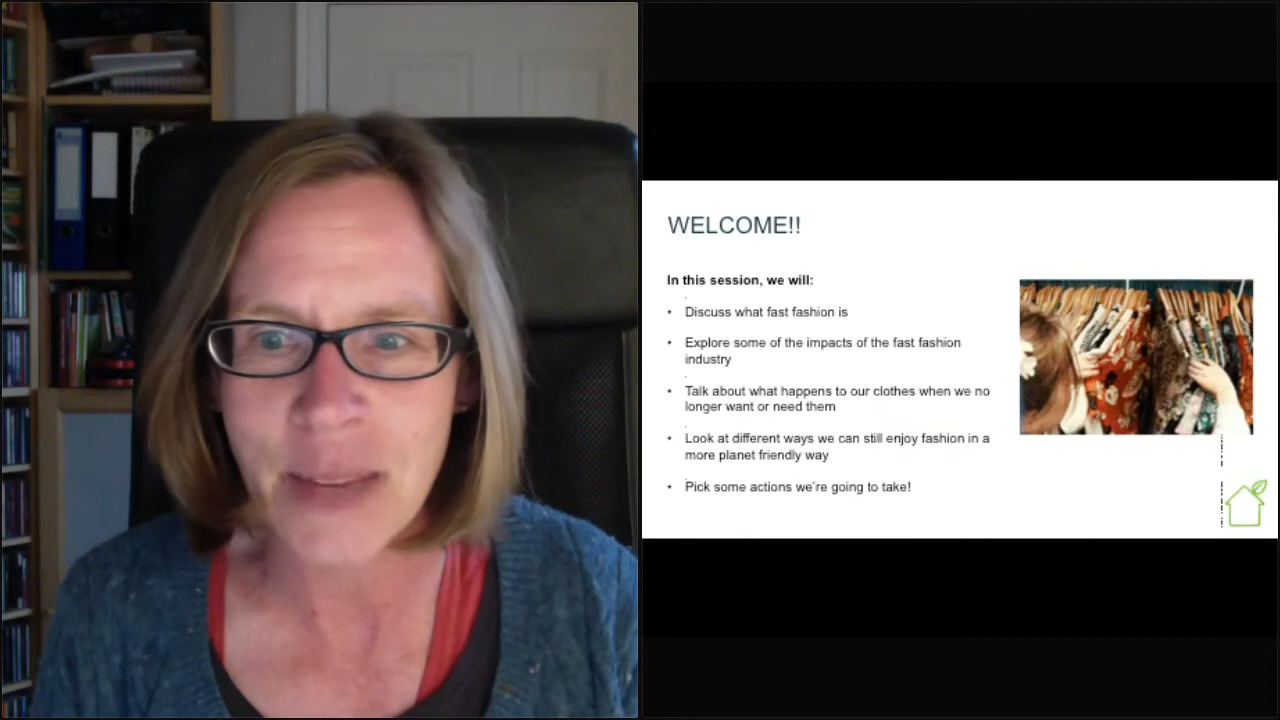 WELCOME!!
In this session, we will:
• Discuss what fast fashion is
• Explore some of the impacts of the fast fashion
industry
• Talk about what happens to our clothes when we no
longer want or need them
• Look at different ways we can still enjoy fashion in a
more planet friendly way
• Pick some actions we're going to take!